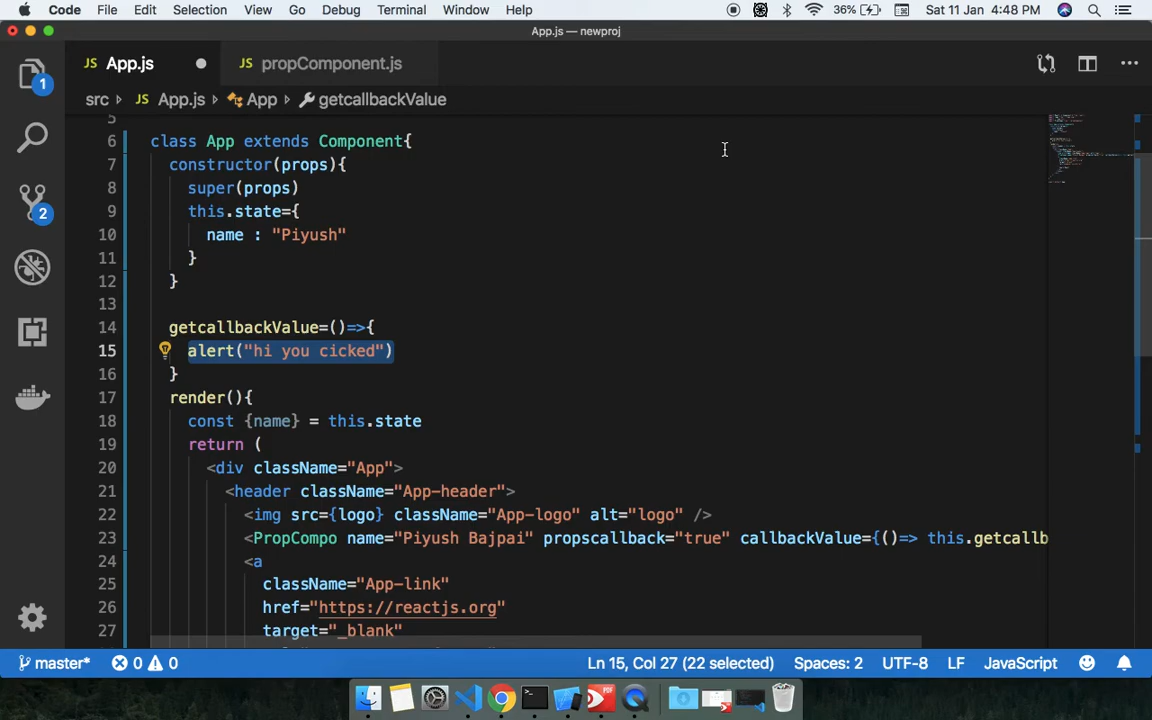 Code File Edit Selection View Go Debug Terminal Window Help 36% Sat 11 Jan 4:48 PM
App.js — newproj
JS App.js JS propComponent.js
1
src JS App.js App getcallbackValue
5
6 class App extends Component{
7 constructor(props){
8 super(props)
9 this.state={
10 name : "Piyush"
11 }
12 }
13
14 getcallbackValue=()=>{
15 alert("hi you cicked")
16 }
17 render(){
18 const {name} = this.state
19 return (
20 <div className="App">
21 <header className="App-header">
22 <img src={logo} className="App-logo" alt="logo" />
23 <PropCompo name="Piyush Bajpai" propscallback="true" callbackValue={()=> this.getcallb
24 <a
25 className="App-link"
26 href="https://reactjs.org"
27 target="_blank"
2
master* 0 0 Ln 15, Col 27 (22 selected) Spaces: 2 UTF-8 LF JavaScript